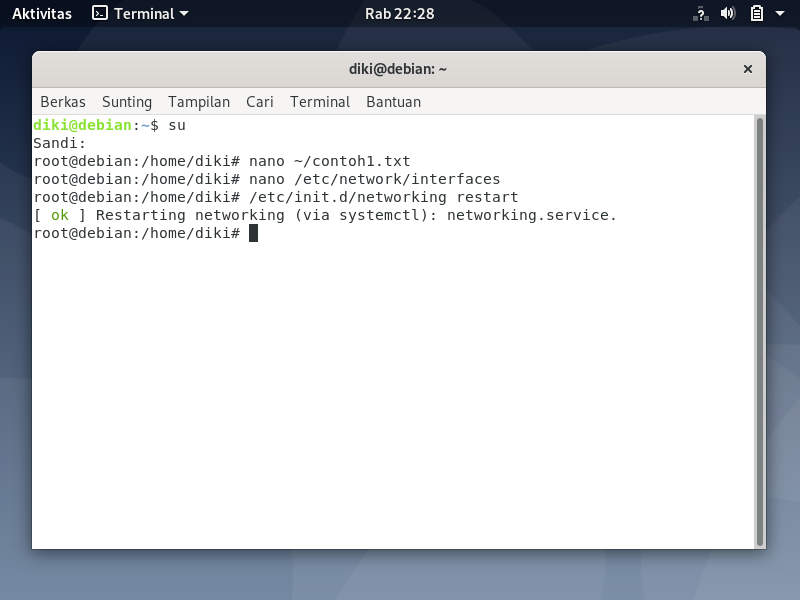 Aktivitas Terminal Rab 22:28
diki@debian: ~ ×
Berkas Sunting Tampilan Cari Terminal Bantuan
diki@debian:~$ su
Sandi:
root@debian:/home/diki# nano ~/contoh1.txt
root@debian:/home/diki# nano /etc/network/interfaces
root@debian:/home/diki# /etc/init.d/networking restart
[ ok ] Restarting networking (via systemctl): networking.service.
root@debian:/home/diki#